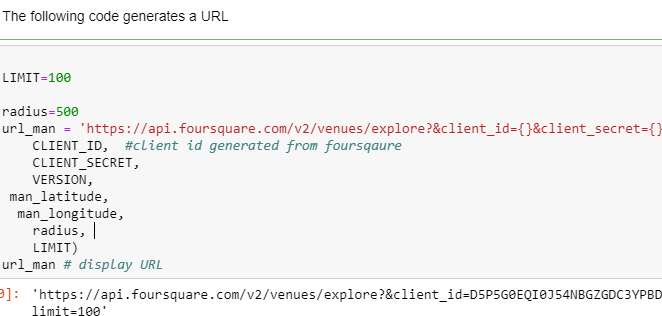 The following code generates a URL
LIMIT=100
radius=500
url_man = 'https://api.foursquare.com/v2/venues/explore?&client_id={}&client_secret={}
CLIENT_ID,  #client id generated from foursqaure
CLIENT_SECRET,
VERSION,
man_latitude,
man_longitude,
radius,
LIMIT)
url_man # display URL
]: 'https://api.foursquare.com/v2/venues/explore?&client_id=D5P5G0EQI0J54NBGZGDC3YPBD
limit=100'